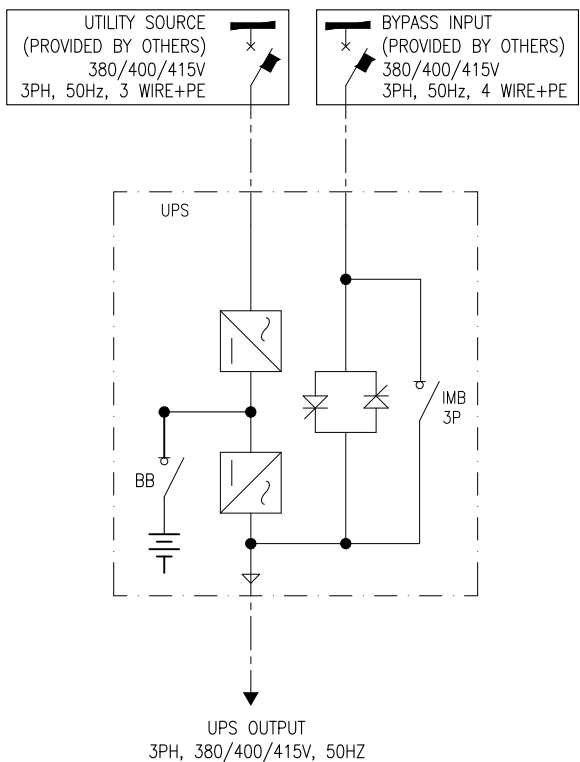 UTILITY SOURCE
(PROVIDED BY OTHERS)
380/400/415V
3PH, 50Hz, 3 WIRE+PE
BYPASS INPUT
(PROVIDED BY OTHERS)
380/400/415V
3PH, 50Hz, 4 WIRE+PE
UPS
IMB
3P
BB
UPS OUTPUT
3PH, 380/400/415V, 50HZ